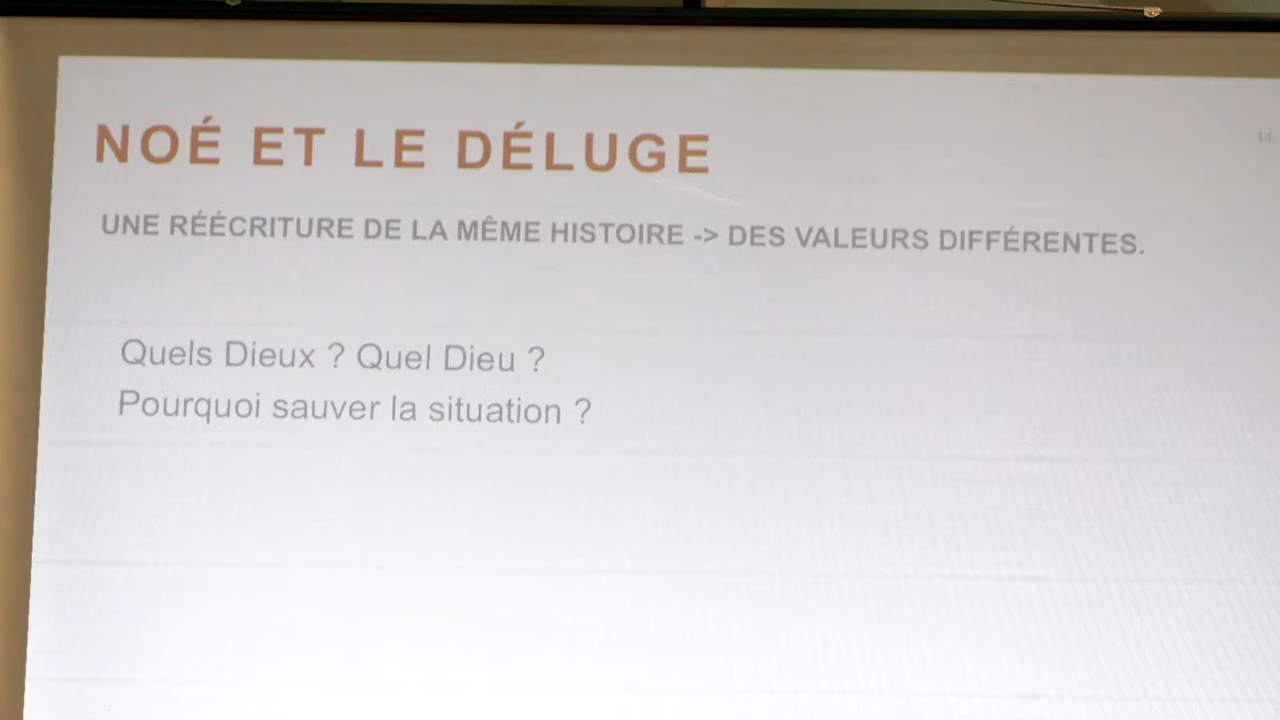 NOÉ ET LE DÉLUGE
UNE RÉÉCRITURE DE LA MÊME HISTOIRE -> DES VALEURS DIFFÉRENTES.
Quels Dieux ? Quel Dieu ?
Pourquoi sauver la situation ?